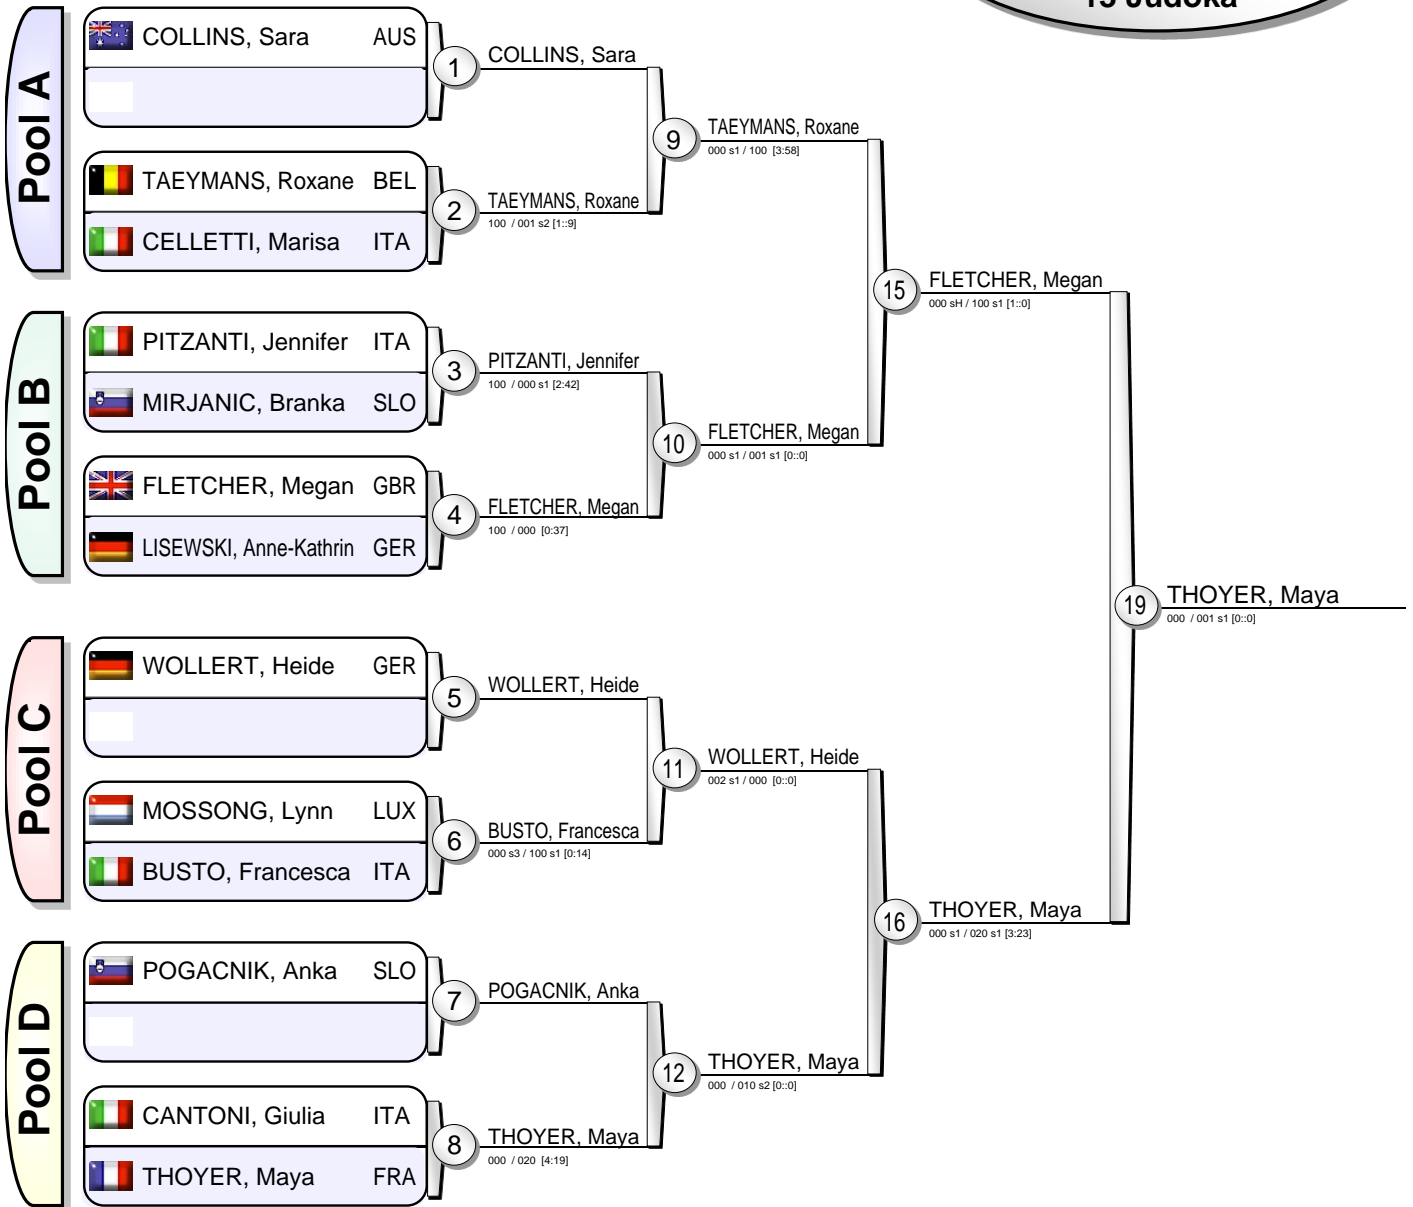 13 Judoka
Pool A
COLLINS, Sara AUS
TAEYMANS, Roxane BEL
CELLETTI, Marisa ITA
Pool B
PITZANTI, Jennifer ITA
MIRJANIC, Branka SLO
FLETCHER, Megan GBR
LISEWSKI, Anne-Kathrin GER
Pool C
WOLLERT, Heide GER
MOSSONG, Lynn LUX
BUSTO, Francesca ITA
Pool D
POGACNIK, Anka SLO
CANTONI, Giulia ITA
THOYER, Maya FRA
1
COLLINS, Sara
2
TAEYMANS, Roxane
100 / 001 s2 [1::9]
3
PITZANTI, Jennifer
100 / 000 s1 [2:42]
4
FLETCHER, Megan
100 / 000 [0:37]
5
WOLLERT, Heide
6
BUSTO, Francesca
000 s3 / 100 s1 [0:14]
7
POGACNIK, Anka
8
THOYER, Maya
000 / 020 [4:19]
9
TAEYMANS, Roxane
000 s1 / 100 [3:58]
10
FLETCHER, Megan
000 s1 / 001 s1 [0::0]
11
WOLLERT, Heide
002 s1 / 000 [0::0]
12
THOYER, Maya
000 / 010 s2 [0::0]
15
FLETCHER, Megan
000 sH / 100 s1 [1::0]
16
THOYER, Maya
000 s1 / 020 s1 [3:23]
19
THOYER, Maya
000 / 001 s1 [0::0]